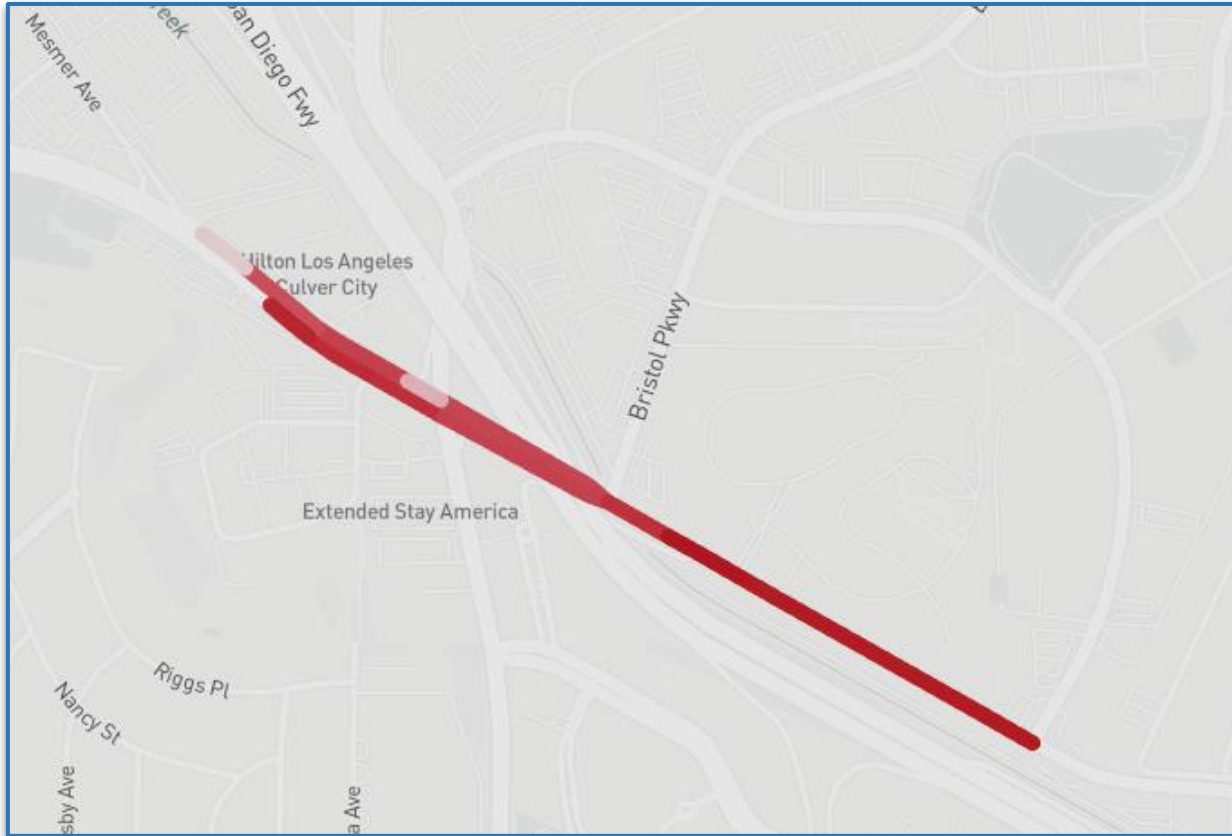 Mesmer Ave
San Diego Fwy
Hilton Los Angeles
Culver City
Bristol Pkwy
Extended Stay America
Riggs Pl
Nancy St